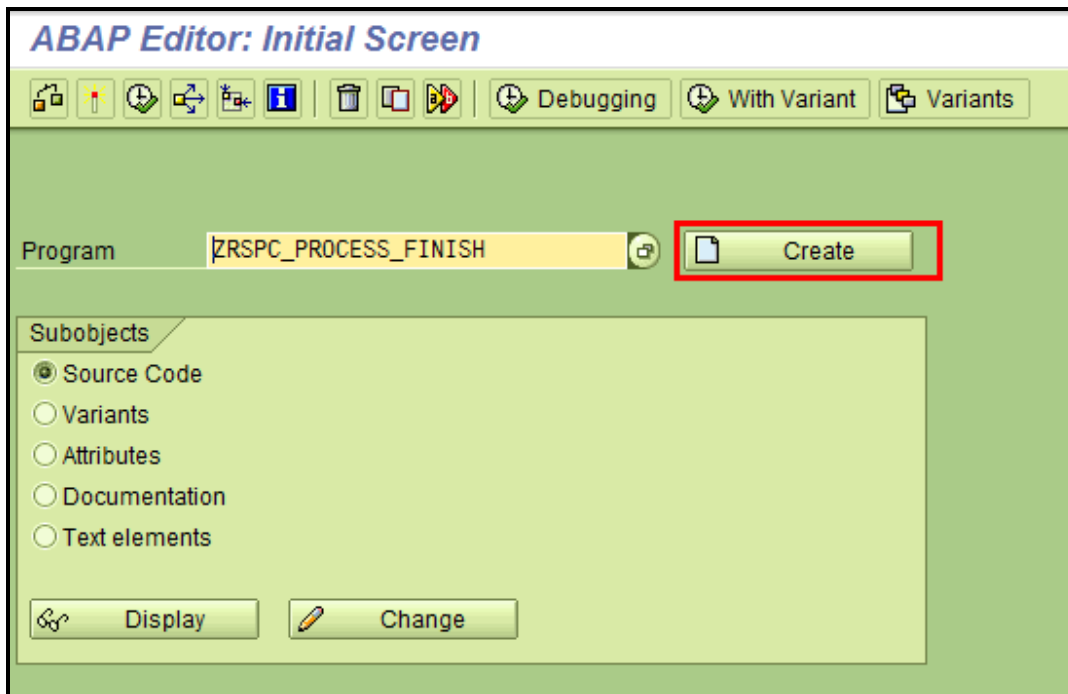 ABAP Editor: Initial Screen
Debugging With Variant Variants
Program ZRSPC_PROCESS_FINISH Create
Subobjects
Source Code
Variants
Attributes
Documentation
Text elements
Display Change